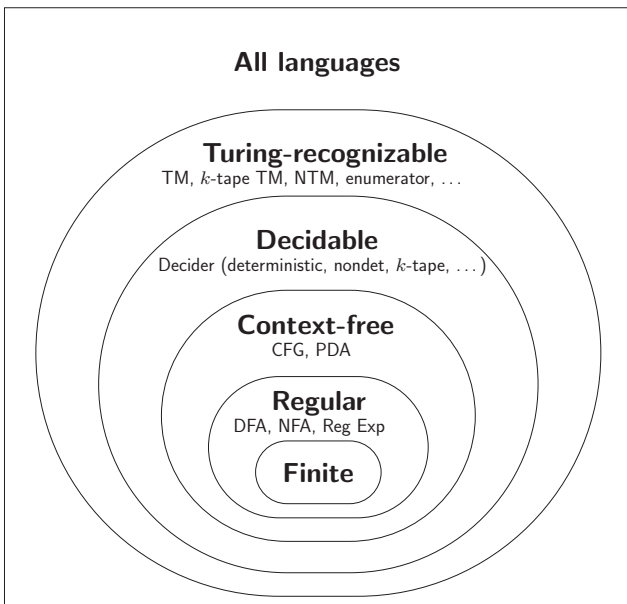 All languages
Turing-recognizable
TM, k-tape TM, NTM, enumerator, ...
Decidable
Decider (deterministic, nondet, k-tape, ...)
Context-free
CFG, PDA
Regular
DFA, NFA, Reg Exp
Finite